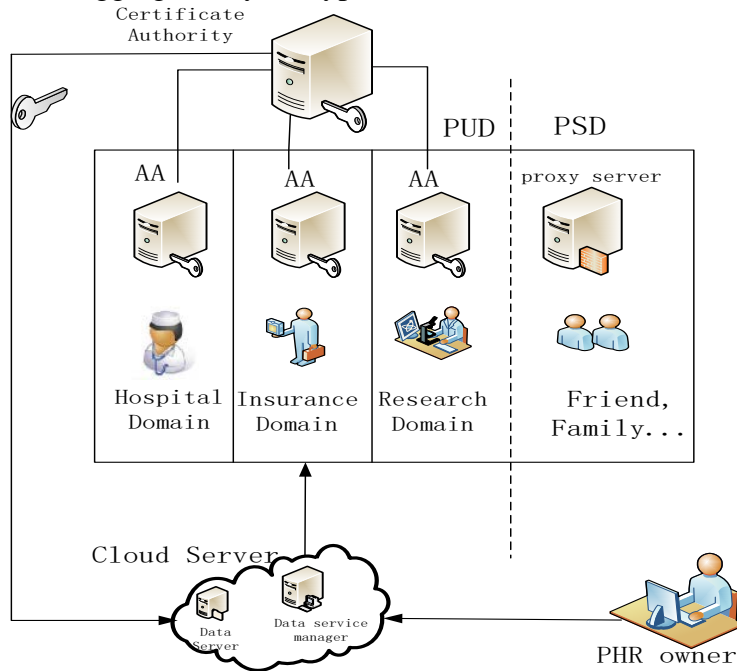 Certificate
Authority
PUD
PSD
AA
AA
AA
proxy server
Hospital
Domain
Insurance
Domain
Research
Domain
Friend,
Family...
Cloud Server
Data
Server
Data service
manager
PHR owner